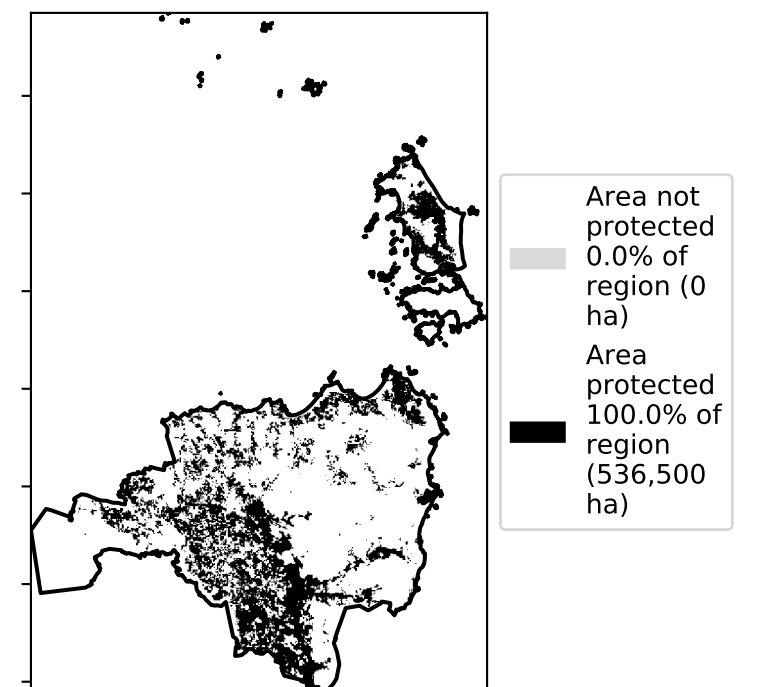 Area not
protected
0.0% of
region (0
ha)
Area
protected
100.0% of
region
(536,500
ha)